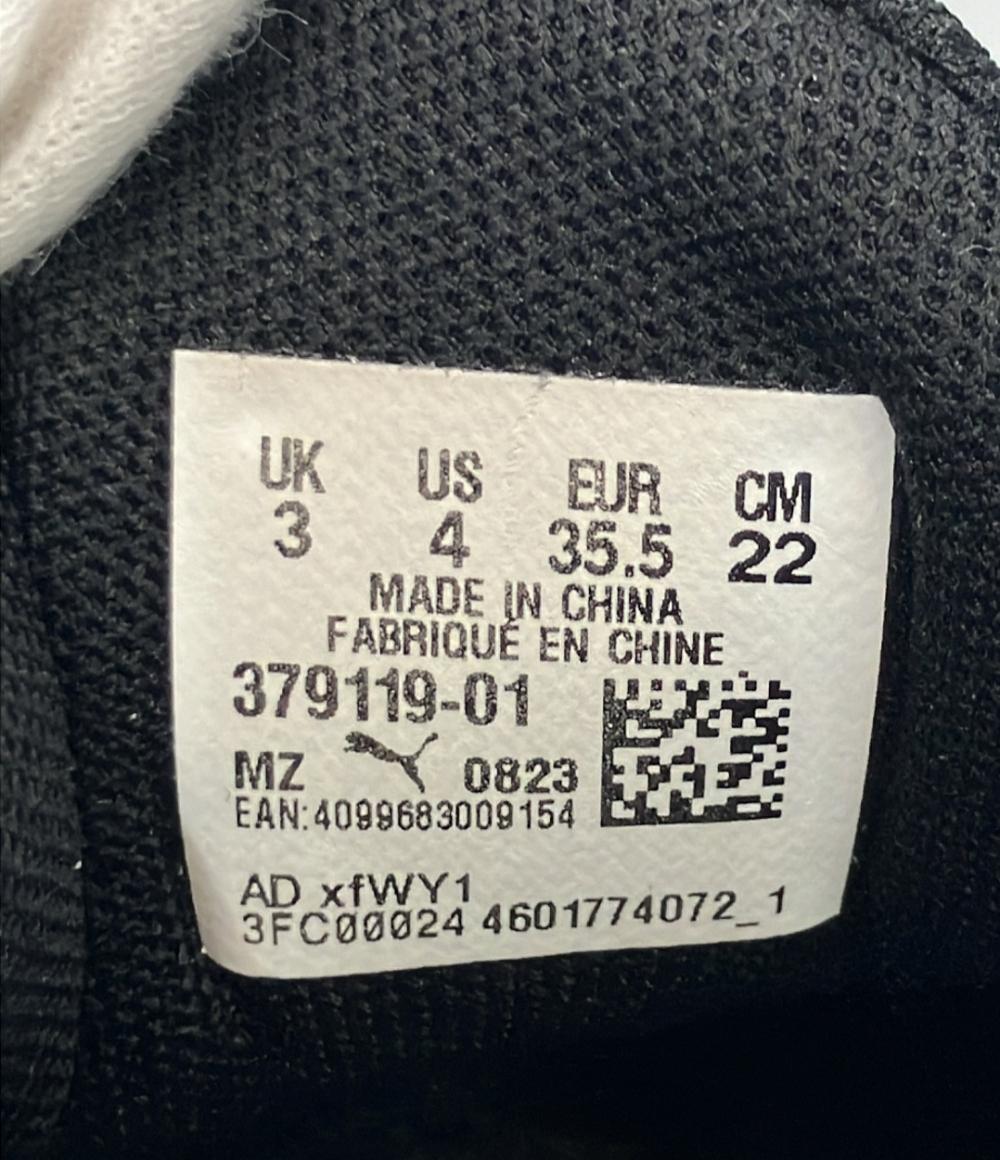 UK US EUR CM
3 4 35.5 22
MADE IN CHINA
FABRIQUÉ EN CHINE
379119-01
MZ 0823
EAN:4099683009154
AD xfWY1
3FC00024 4601774072_1